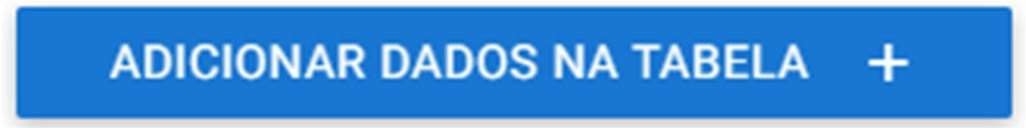 ADICIONAR DADOS NA TABELA +